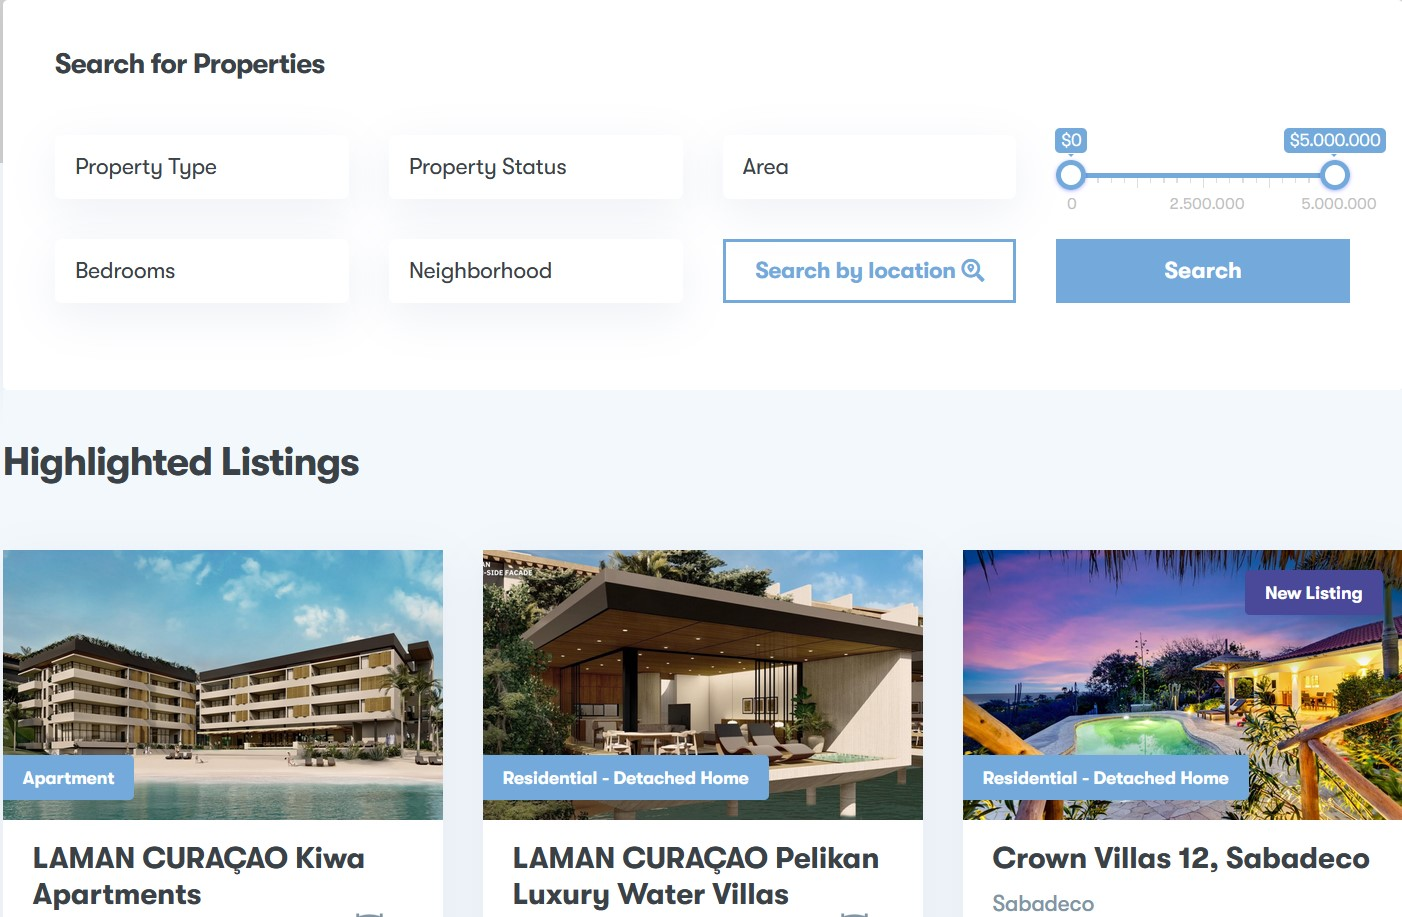 Search for Properties
Property Type
Property Status
Area
$0
$5.000.000
0
2.500.000
5.000.000
Bedrooms
Neighborhood
Search by location
Search
Highlighted Listings
AN
-SIDE FACADE
New Listing
Apartment
Residential - Detached Home
Residential - Detached Home
LAMAN CURAÇAO Kiwa
Apartments
LAMAN CURAÇAO Pelikan
Luxury Water Villas
Crown Villas 12, Sabadeco
Sabadeco